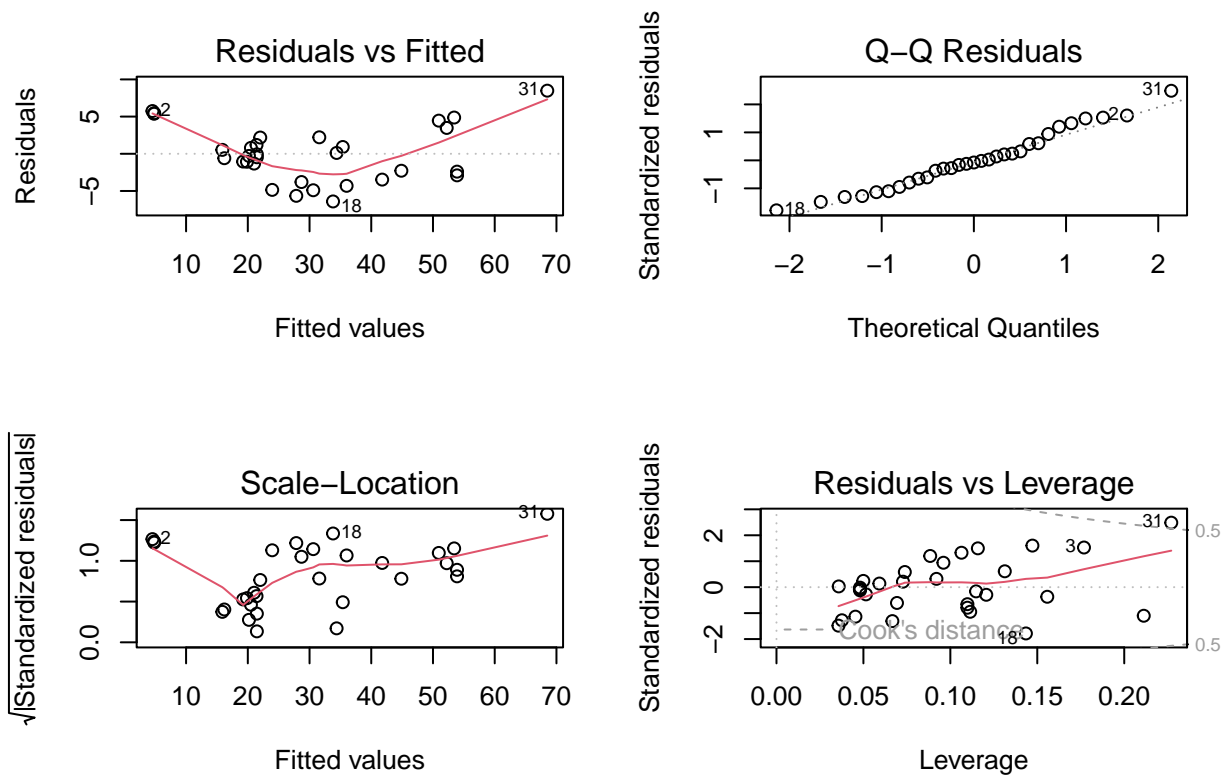 Residuals vs Fitted
Residuals
5
−5
2
18
31
10 20 30 40 50 60 70
Fitted values
Q−Q Residuals
Standardized residuals
1
−1
18
2
31
−2 −1 0 1 2
Theoretical Quantiles
Scale−Location
√|Standardized residuals|
1.0
0.0
2
18
31
10 20 30 40 50 60 70
Fitted values
Residuals vs Leverage
Standardized residuals
2
0
−2
31
3
18
0.5
0.5
Cook's distance
0.00 0.05 0.10 0.15 0.20
Leverage